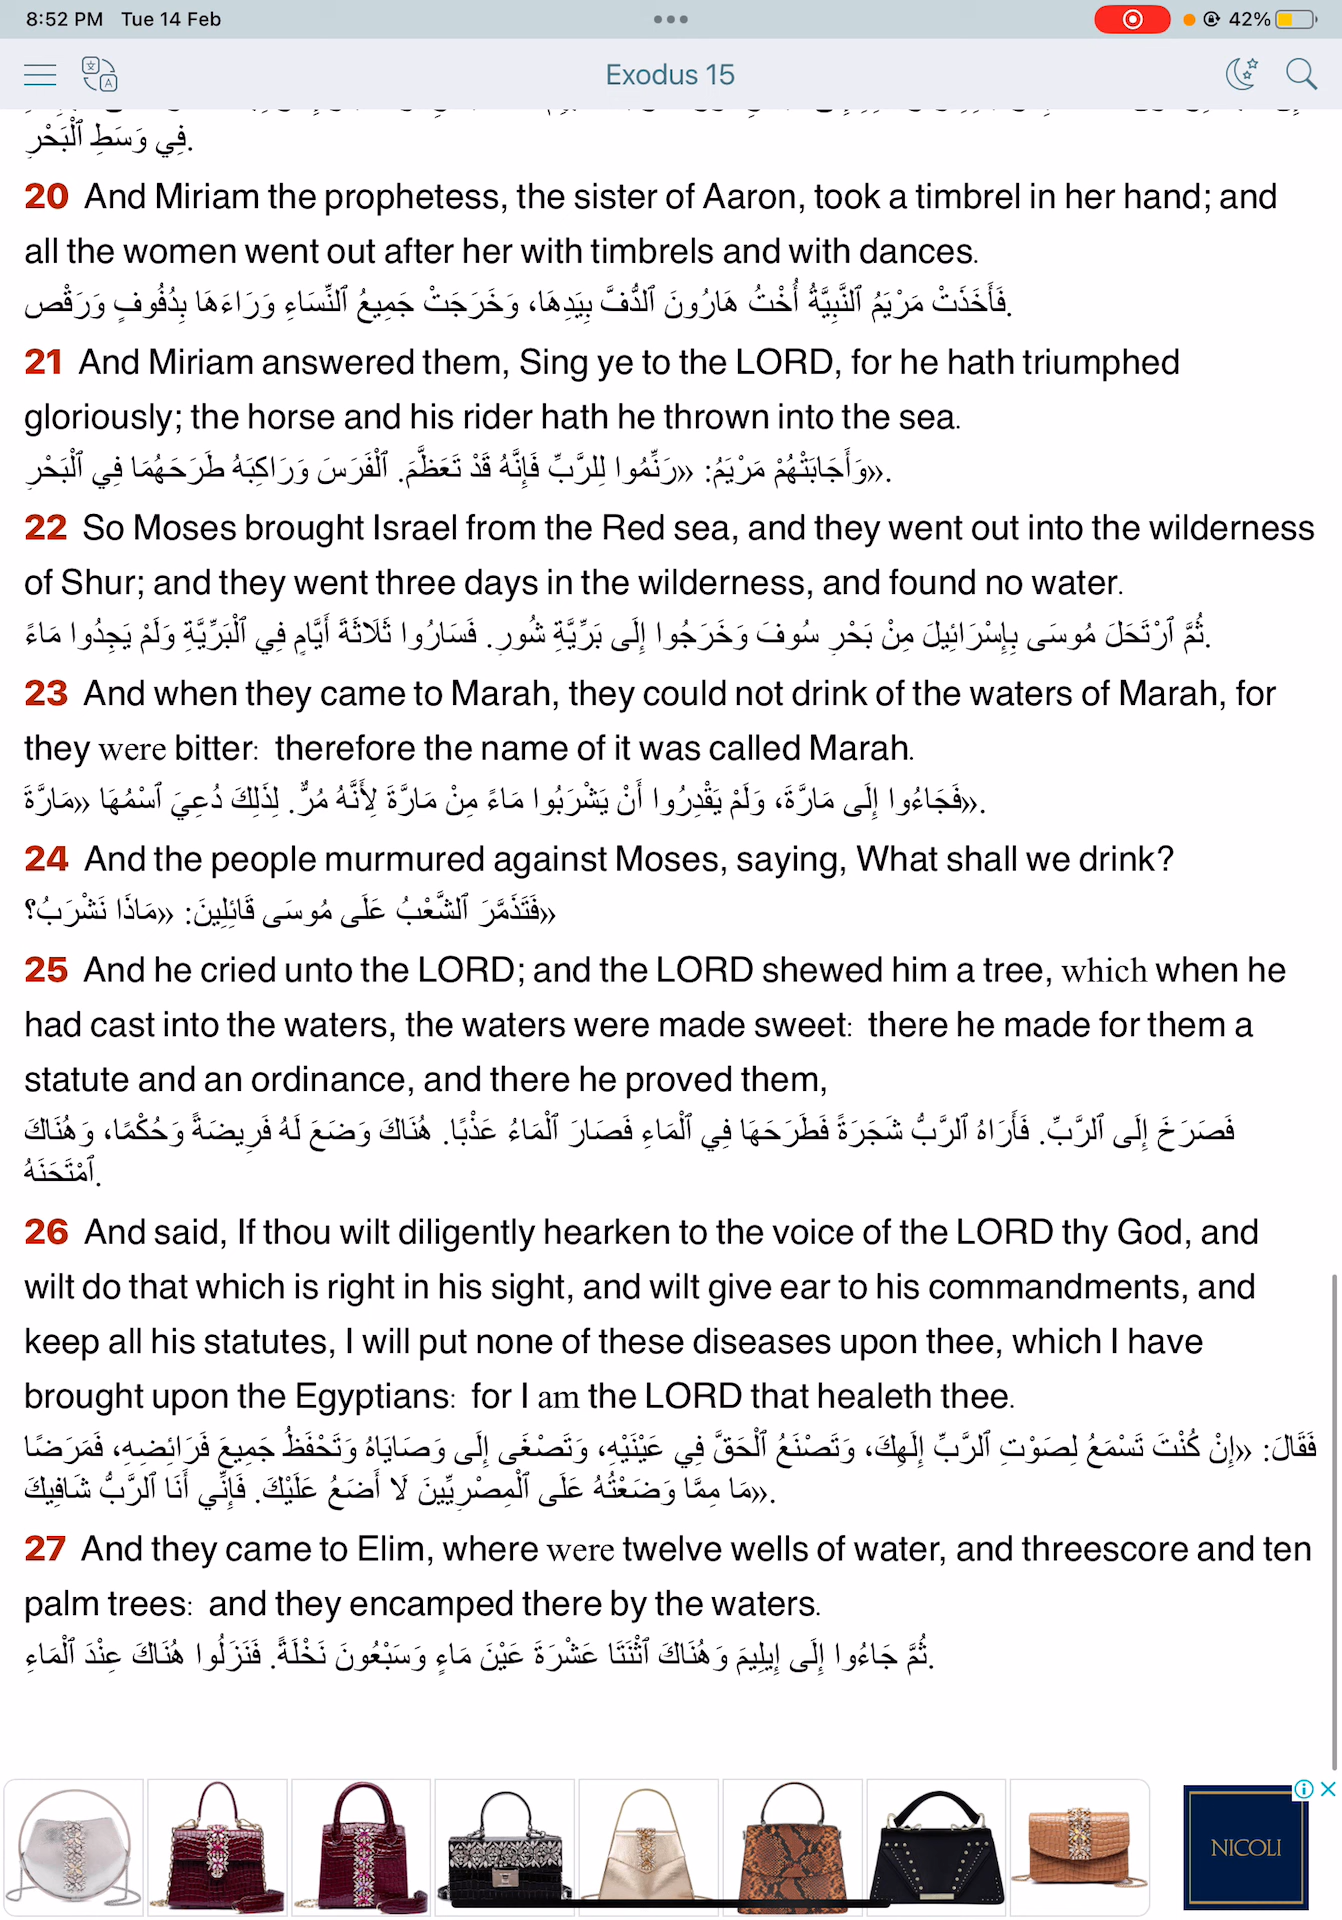 8:52 PM Tue 14 Feb
42%
Exodus 15
فِي وَسَطِ ٱلْبَحْرِ.
20 And Miriam the prophetess, the sister of Aaron, took a timbrel in her hand; and
all the women went out after her with timbrels and with dances.
فَأَخَذَتْ مَرْيَمُ ٱلنَّبِيَّةُ أُخْتُ هَارُونَ ٱلدُّفَّ بِيَدِهَا، وَخَرَجَتْ جَمِيعُ ٱلنِّسَاءِ وَرَاءَهَا بِدُفُوفٍ وَرَقْصٍ.
21 And Miriam answered them, Sing ye to the LORD, for he hath triumphed
gloriously; the horse and his rider hath he thrown into the sea.
وَأَجَابَتْهُمْ مَرْيَمُ: «رَنِّمُوا لِلرَّبِّ فَإِنَّهُ قَدْ تَعَظَّمَ. ٱلْفَرَسَ وَرَاكِبَهُ طَرَحَهُمَا فِي ٱلْبَحْرِ».
22 So Moses brought Israel from the Red sea, and they went out into the wilderness
of Shur; and they went three days in the wilderness, and found no water.
ثُمَّ ٱرْتَحَلَ مُوسَى بِإِسْرَائِيلَ مِنْ بَحْرِ سُوفَ وَخَرَجُوا إِلَى بَرِّيَّةِ شُورٍ. فَسَارُوا ثَلَاثَةَ أَيَّامٍ فِي ٱلْبَرِّيَّةِ وَلَمْ يَجِدُوا مَاءً.
23 And when they came to Marah, they could not drink of the waters of Marah, for
they were bitter: therefore the name of it was called Marah.
فَجَاءُوا إِلَى مَارَّةَ، وَلَمْ يَقْدِرُوا أَنْ يَشْرَبُوا مَاءً مِنْ مَارَّةَ لِأَنَّهُ مُرٌّ. لِذَلِكَ دُعِيَ ٱسْمُهَا «مَارَّةَ».
24 And the people murmured against Moses, saying, What shall we drink?
فَتَذَمَّرَ ٱلشَّعْبُ عَلَى مُوسَى قَائِلِينَ: «مَاذَا نَشْرَبُ؟»
25 And he cried unto the LORD; and the LORD shewed him a tree, which when he
had cast into the waters, the waters were made sweet: there he made for them a
statute and an ordinance, and there he proved them,
فَصَرَخَ إِلَى ٱلرَّبِّ. فَأَرَاهُ ٱلرَّبُّ شَجَرَةً فَطَرَحَهَا فِي ٱلْمَاءِ فَصَارَ ٱلْمَاءُ عَذْبًا. هُنَاكَ وَضَعَ لَهُ فَرِيضَةً وَحُكْمًا، وَهُنَاكَ
ٱمْتَحَنَهُ.
26 And said, If thou wilt diligently hearken to the voice of the LORD thy God, and
wilt do that which is right in his sight, and wilt give ear to his commandments, and
keep all his statutes, I will put none of these diseases upon thee, which I have
brought upon the Egyptians: for I am the LORD that healeth thee.
فَقَالَ: «إِنْ كُنْتَ تَسْمَعُ لِصَوْتِ ٱلرَّبِّ إِلَهِكَ، وَتَصْنَعُ ٱلْحَقَّ فِي عَيْنَيْهِ، وَتَصْغَى إِلَى وَصَايَاهُ وَتَحْفَظُ جَمِيعَ فَرَائِضِهِ، فَمَرَضًا
مَا مِمَّا وَضَعْتُهُ عَلَى ٱلْمِصْرِيِّينَ لَا أَضَعُ عَلَيْكَ. فَإِنِّي أَنَا ٱلرَّبُّ شَافِيكَ».
27 And they came to Elim, where were twelve wells of water, and threescore and ten
palm trees: and they encamped there by the waters.
ثُمَّ جَاءُوا إِلَى إِيلِيمَ وَهُنَاكَ ٱثْنَتَا عَشْرَةَ عَيْنَ مَاءٍ وَسَبْعُونَ نَخْلَةً. فَنَزَلُوا هُنَاكَ عِنْدَ ٱلْمَاءِ.
NICOLI